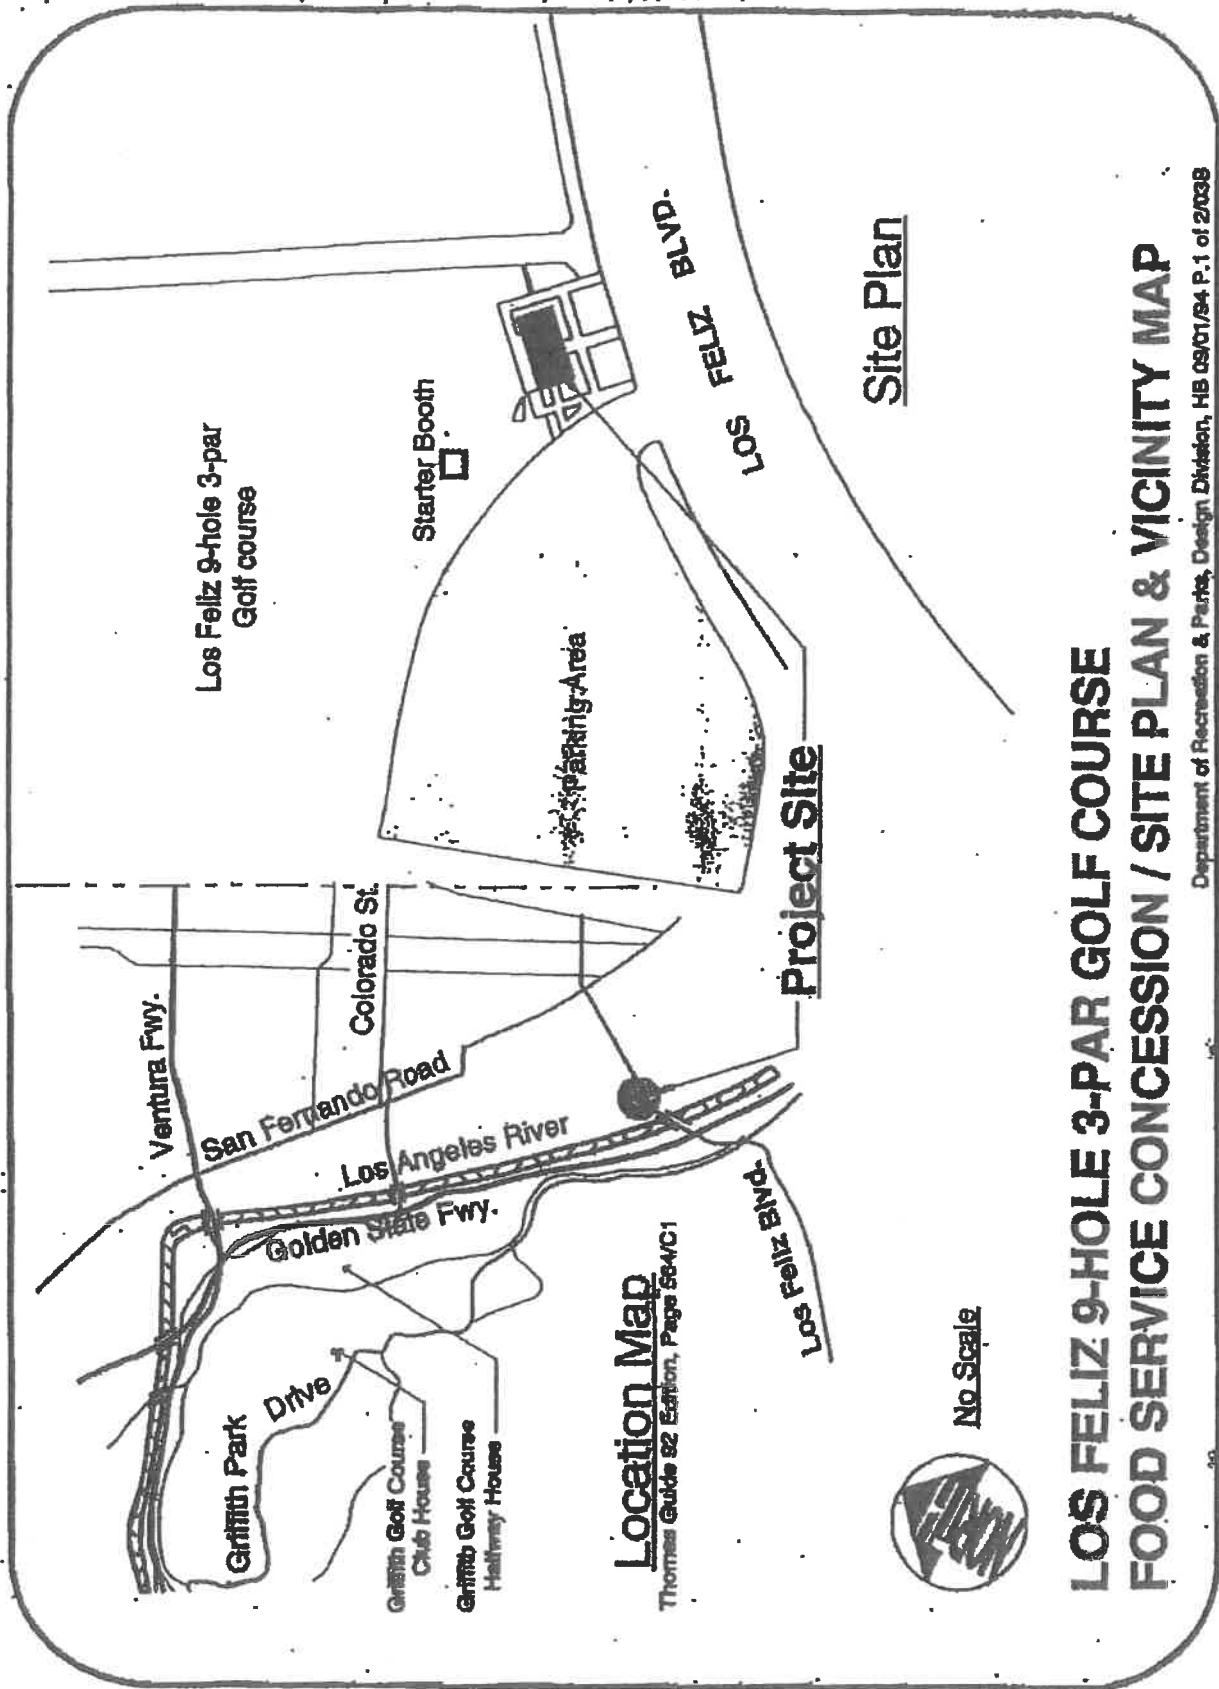 Ventura Fwy.
San Fernando Road
Colorado St.
Los Angeles River
Golden State Fwy.
Griffith Park
Drive
Griffith Golf Course
Club House
Griffith Golf Course
Halfway House
Location Map
Thomas Guide 92 Edition, Page 564/C1
Los Feliz Blvd.
No Scale
Project Site
Los Feliz 9-hole 3-par
Golf course
Starter Booth
Parking Area
LOS FELIZ BLVD.
Site Plan
LOS FELIZ 9-HOLE 3-PAR GOLF COURSE
FOOD SERVICE CONCESSION / SITE PLAN & VICINITY MAP
Department of Recreation & Parks, Design Division, HB 09/01/94 P.1 of 2/038